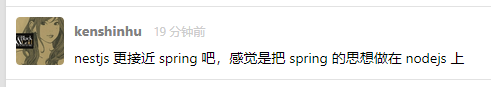 kenshinhu 19 分钟前
nestjs 更接近 spring 吧，感觉是把 spring 的思想做在 nodejs 上